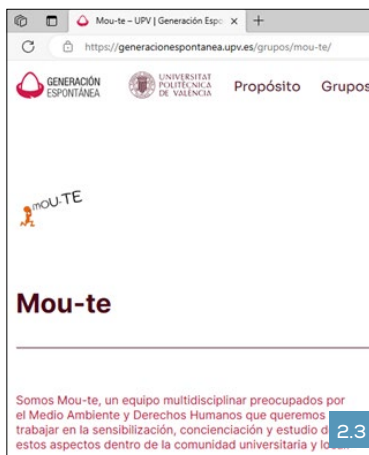 Mou-te – UPV | Generación Espo
https://generacionespontanea.upv.es/grupos/mou-te/
GENERACIÓN
ESPONTÁNEA
UNIVERSITAT
POLITÈCNICA
DE VALÈNCIA
Propósito Grupos
mOU-TE
Mou-te
Somos Mou-te, un equipo multidisciplinar preocupados por
el Medio Ambiente y Derechos Humanos que queremos
trabajar en la sensibilización, concienciación y estudio
estos aspectos dentro de la comunidad universitaria y
2.3